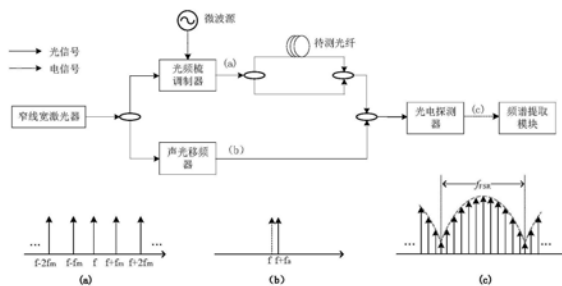 微波源
光信号
电信号
光频梳
调制器
(a)
待测光纤
窄线宽激光器
声光移频
器
(b)
光电探测
器
(c)
频谱提取
模块
fFSR
... f-2fm f-fm f f+fm f+2fm ...
(a)
f f+fa
(b)
... ...
(c)